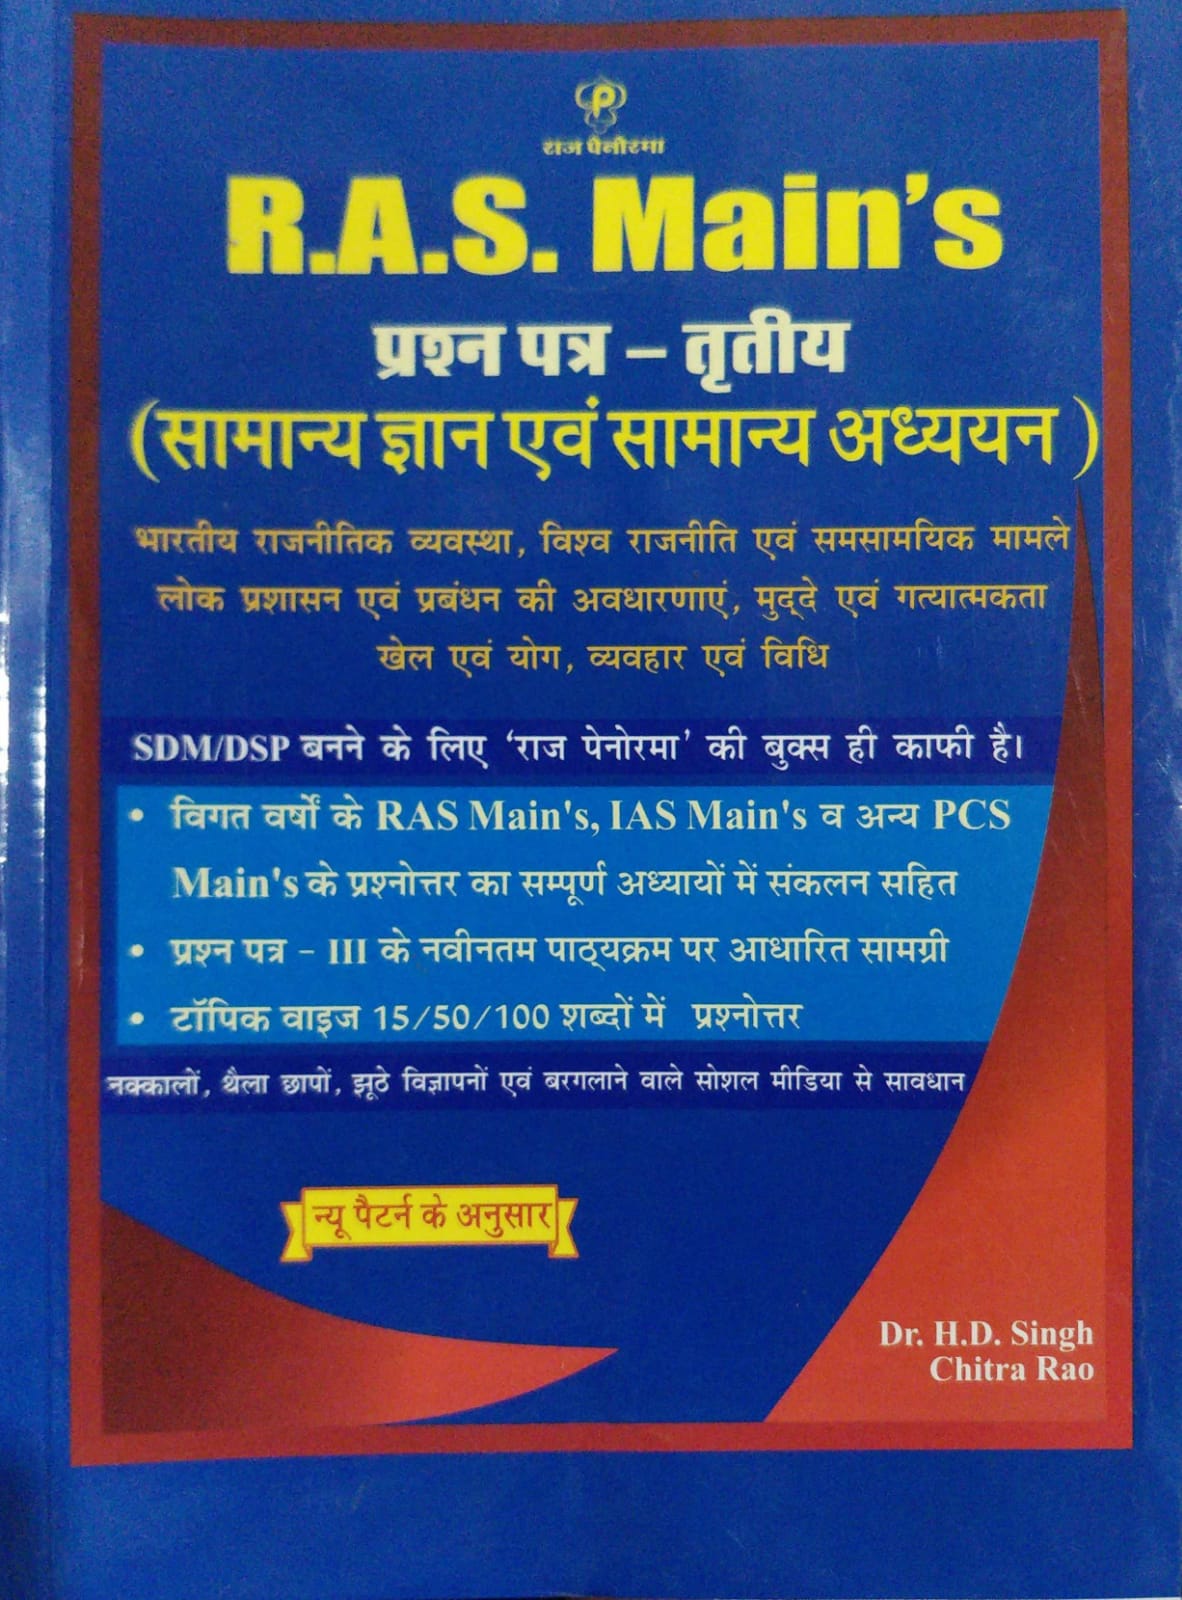 P
राज पेनोरमा
R.A.S. Main's
प्रश्न पत्र – तृतीय
(सामान्य ज्ञान एवं सामान्य अध्ययन )
भारतीय राजनीतिक व्यवस्था, विश्व राजनीति एवं समसामयिक मामले
लोक प्रशासन एवं प्रबंधन की अवधारणाएं, मुद्दे एवं गत्यात्मकता
खेल एवं योग, व्यवहार एवं विधि
SDM/DSP बनने के लिए ‘राज पेनोरमा’ की बुक्स ही काफी है।
• विगत वर्षों के RAS Main's, IAS Main's व अन्य PCS
Main's के प्रश्नोत्तर का सम्पूर्ण अध्यायों में संकलन सहित
• प्रश्न पत्र – III के नवीनतम पाठ्यक्रम पर आधारित सामग्री
• टॉपिक वाइज 15/50/100 शब्दों में प्रश्नोत्तर
नक्कालों, थैला छापों, झूठे विज्ञापनों एवं बरगलाने वाले सोशल मीडिया से सावधान
न्यू पैटर्न के अनुसार
Dr. H.D. Singh
Chitra Rao